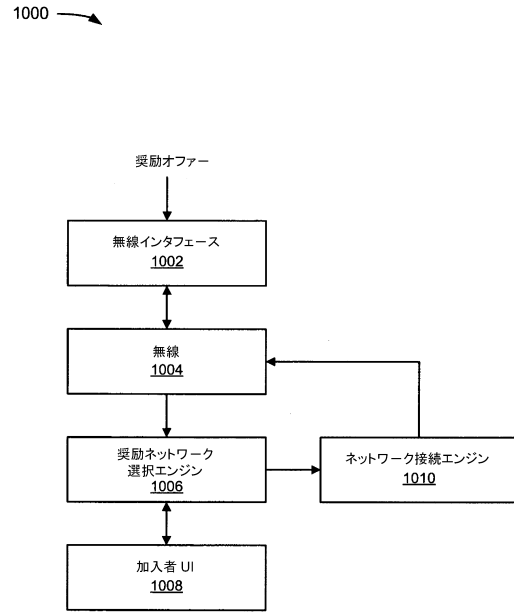 1000
奨励オファー
無線インタフェース
1002
無線
1004
奨励ネットワーク
選択エンジン
1006
ネットワーク接続エンジン
1010
加入者 UI
1008